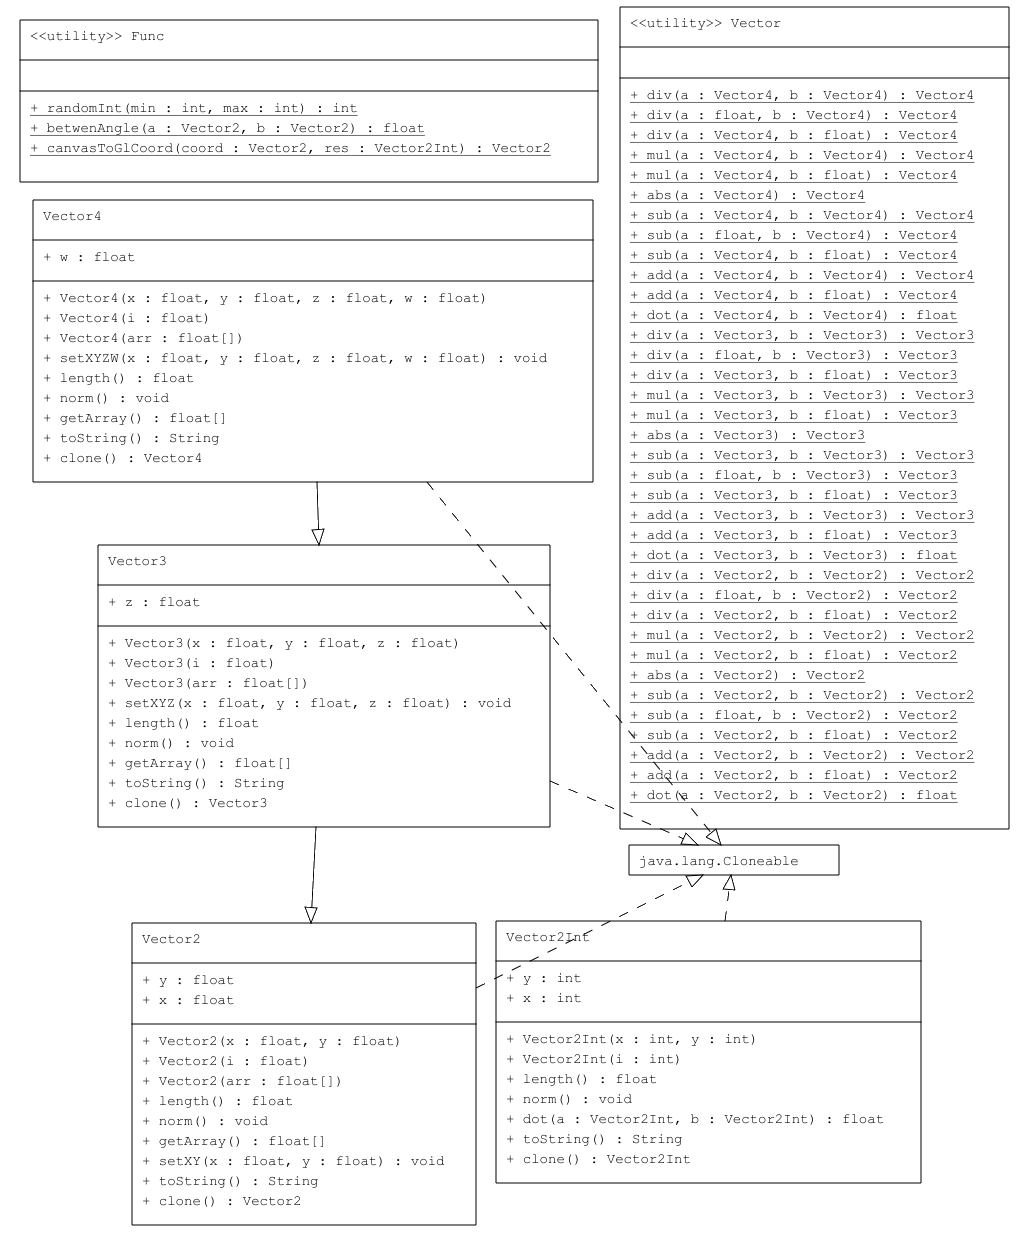 <<utility>> Func
+ randomInt(min : int, max : int) : int
+ betwenAngle(a : Vector2, b : Vector2) : float
+ canvasToGlCoord(coord : Vector2, res : Vector2Int) : Vector2
<<utility>> Vector
+ div(a : Vector4, b : Vector4) : Vector4
+ div(a : float, b : Vector4) : Vector4
+ div(a : Vector4, b : float) : Vector4
+ mul(a : Vector4, b : Vector4) : Vector4
+ mul(a : Vector4, b : float) : Vector4
+ abs(a : Vector4) : Vector4
+ sub(a : Vector4, b : Vector4) : Vector4
+ sub(a : float, b : Vector4) : Vector4
+ sub(a : Vector4, b : float) : Vector4
+ add(a : Vector4, b : Vector4) : Vector4
+ add(a : Vector4, b : float) : Vector4
+ dot(a : Vector4, b : Vector4) : float
+ div(a : Vector3, b : Vector3) : Vector3
+ div(a : float, b : Vector3) : Vector3
+ div(a : Vector3, b : float) : Vector3
+ mul(a : Vector3, b : Vector3) : Vector3
+ mul(a : Vector3, b : float) : Vector3
+ abs(a : Vector3) : Vector3
+ sub(a : Vector3, b : Vector3) : Vector3
+ sub(a : float, b : Vector3) : Vector3
+ sub(a : Vector3, b : float) : Vector3
+ add(a : Vector3, b : Vector3) : Vector3
+ add(a : Vector3, b : float) : Vector3
+ dot(a : Vector3, b : Vector3) : float
+ div(a : Vector2, b : Vector2) : Vector2
+ div(a : float, b : Vector2) : Vector2
+ div(a : Vector2, b : float) : Vector2
+ mul(a : Vector2, b : Vector2) : Vector2
+ mul(a : Vector2, b : float) : Vector2
+ abs(a : Vector2) : Vector2
+ sub(a : Vector2, b : Vector2) : Vector2
+ sub(a : float, b : Vector2) : Vector2
+ sub(a : Vector2, b : float) : Vector2
+ add(a : Vector2, b : Vector2) : Vector2
+ add(a : Vector2, b : float) : Vector2
+ dot(a : Vector2, b : Vector2) : float
Vector4
+ w : float
+ Vector4(x : float, y : float, z : float, w : float)
+ Vector4(i : float)
+ Vector4(arr : float[])
+ setXYZW(x : float, y : float, z : float, w : float) : void
+ length() : float
+ norm() : void
+ getArray() : float[]
+ toString() : String
+ clone() : Vector4
Vector3
+ z : float
+ Vector3(x : float, y : float, z : float)
+ Vector3(i : float)
+ Vector3(arr : float[])
+ setXYZ(x : float, y : float, z : float) : void
+ length() : float
+ norm() : void
+ getArray() : float[]
+ toString() : String
+ clone() : Vector3
java.lang.Cloneable
Vector2
+ y : float
+ x : float
+ Vector2(x : float, y : float)
+ Vector2(i : float)
+ Vector2(arr : float[])
+ length() : float
+ norm() : void
+ getArray() : float[]
+ setXY(x : float, y : float) : void
+ toString() : String
+ clone() : Vector2
Vector2Int
+ y : int
+ x : int
+ Vector2Int(x : int, y : int)
+ Vector2Int(i : int)
+ length() : float
+ norm() : void
+ dot(a : Vector2Int, b : Vector2Int) : float
+ toString() : String
+ clone() : Vector2Int